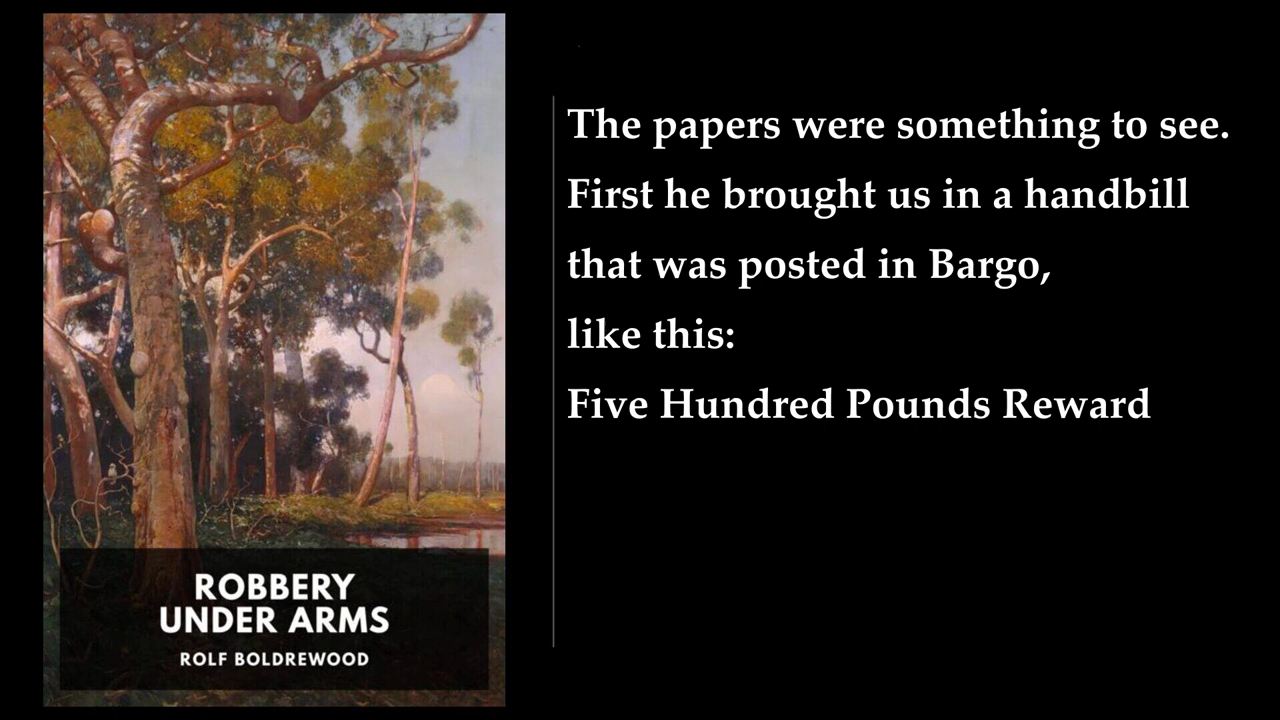 The papers were something to see.
First he brought us in a handbill
that was posted in Bargo,
like this:
Five Hundred Pounds Reward
ROBBERY
UNDER ARMS
ROLF BOLDREWOOD